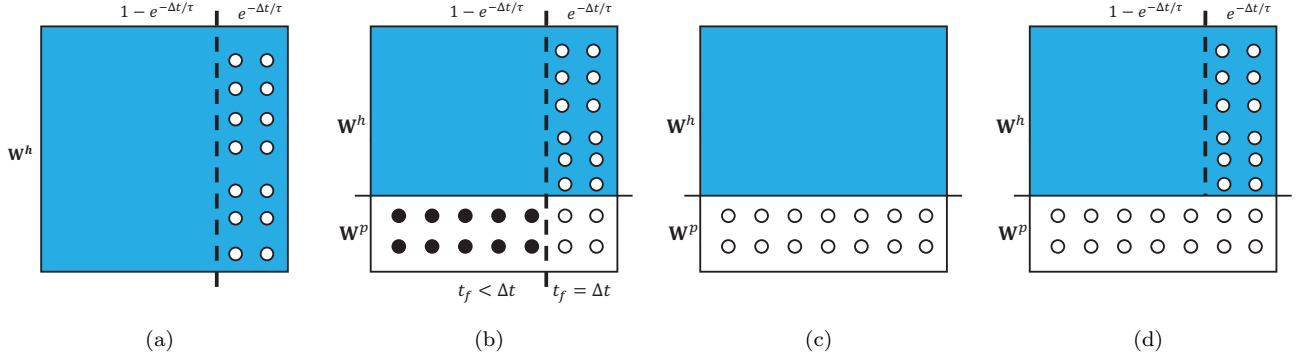 1 − e^{−Δt/τ} e^{−Δt/τ}
W^h
(a)
1 − e^{−Δt/τ} e^{−Δt/τ}
W^h
W^p
t_f < Δt t_f = Δt
(b)
W^h
W^p
(c)
1 − e^{−Δt/τ} e^{−Δt/τ}
W^h
W^p
(d)